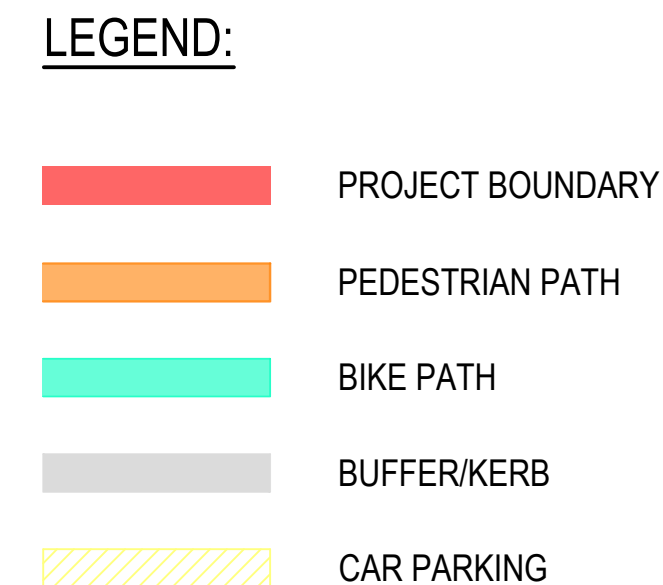 LEGEND:
PROJECT BOUNDARY
PEDESTRIAN PATH
BIKE PATH
BUFFER/KERB
CAR PARKING